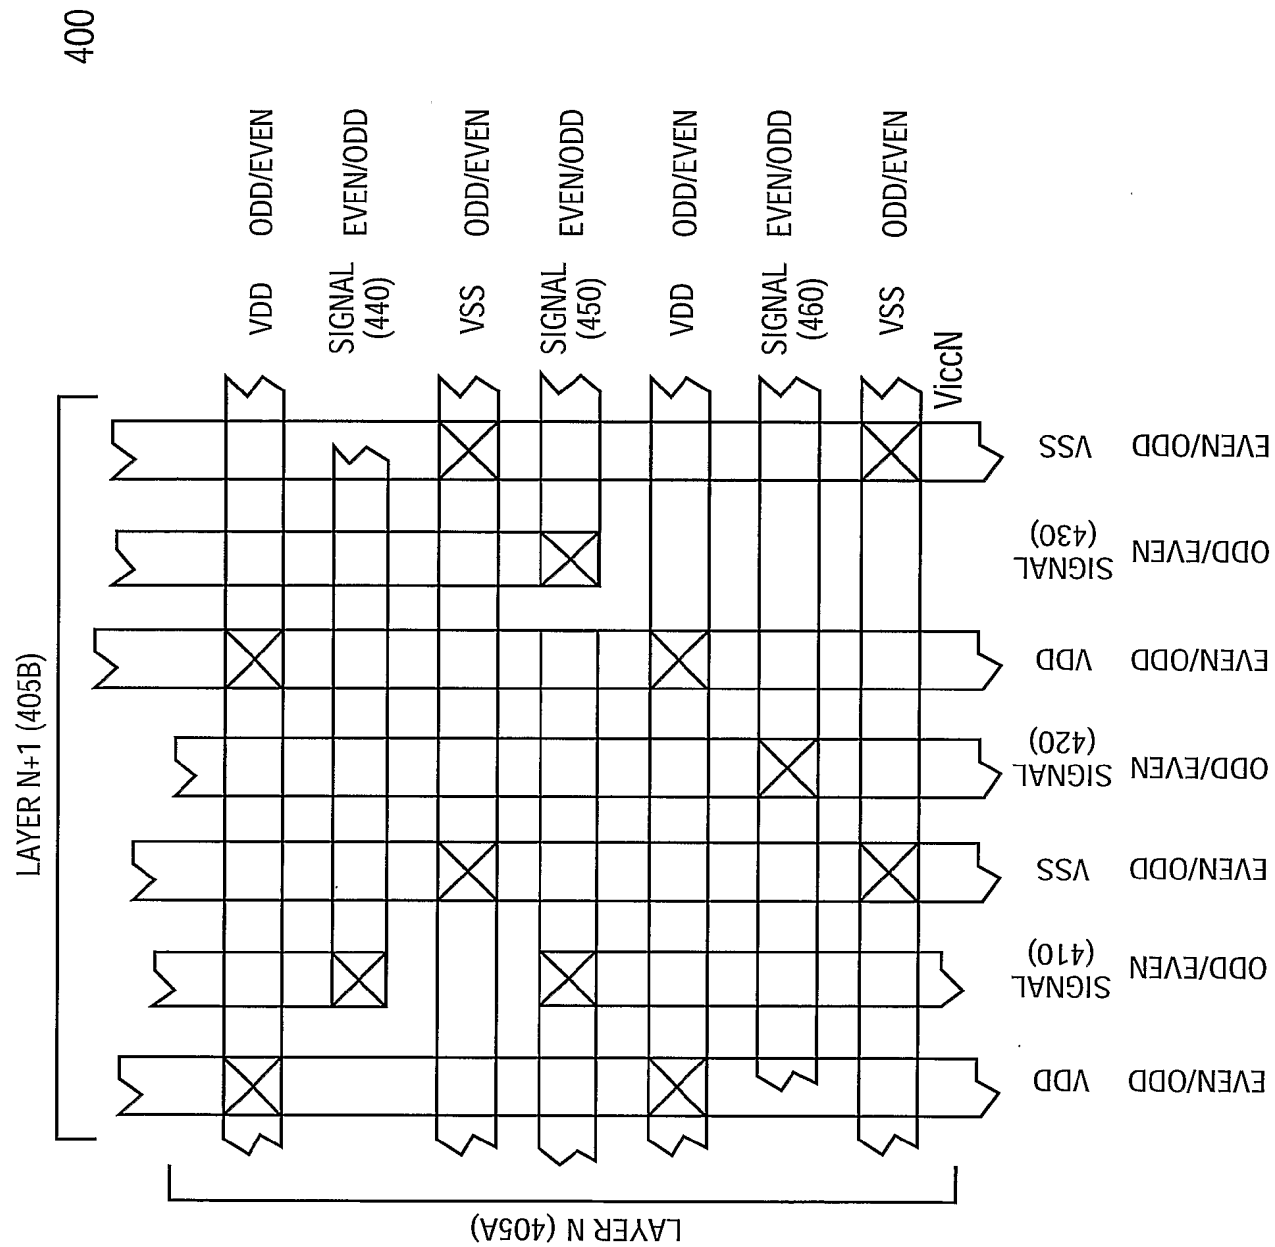 400
LAYER N+1 (405B)
VDD ODD/EVEN
SIGNAL EVEN/ODD
(440)
VSS ODD/EVEN
SIGNAL EVEN/ODD
(450)
VDD ODD/EVEN
SIGNAL EVEN/ODD
(460)
VSS ODD/EVEN
ViccN
EVEN/ODD VSS
ODD/EVEN SIGNAL
(430)
EVEN/ODD VDD
ODD/EVEN SIGNAL
(420)
EVEN/ODD VSS
ODD/EVEN SIGNAL
(410)
EVEN/ODD VDD
LAYER N (405A)